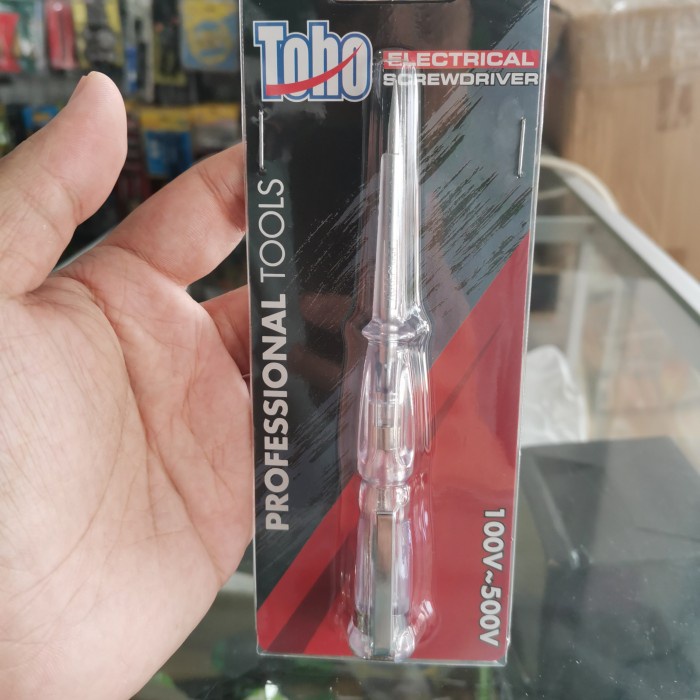 Toho
ELECTRICAL
SCREWDRIVER
PROFESSIONAL TOOLS
100V~500V